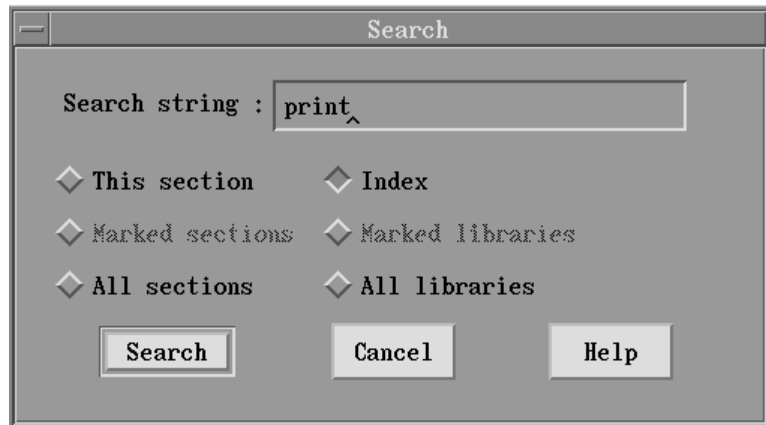 Search
Search string : print
This section Index
Marked sections Marked libraries
All sections All libraries
Search Cancel Help